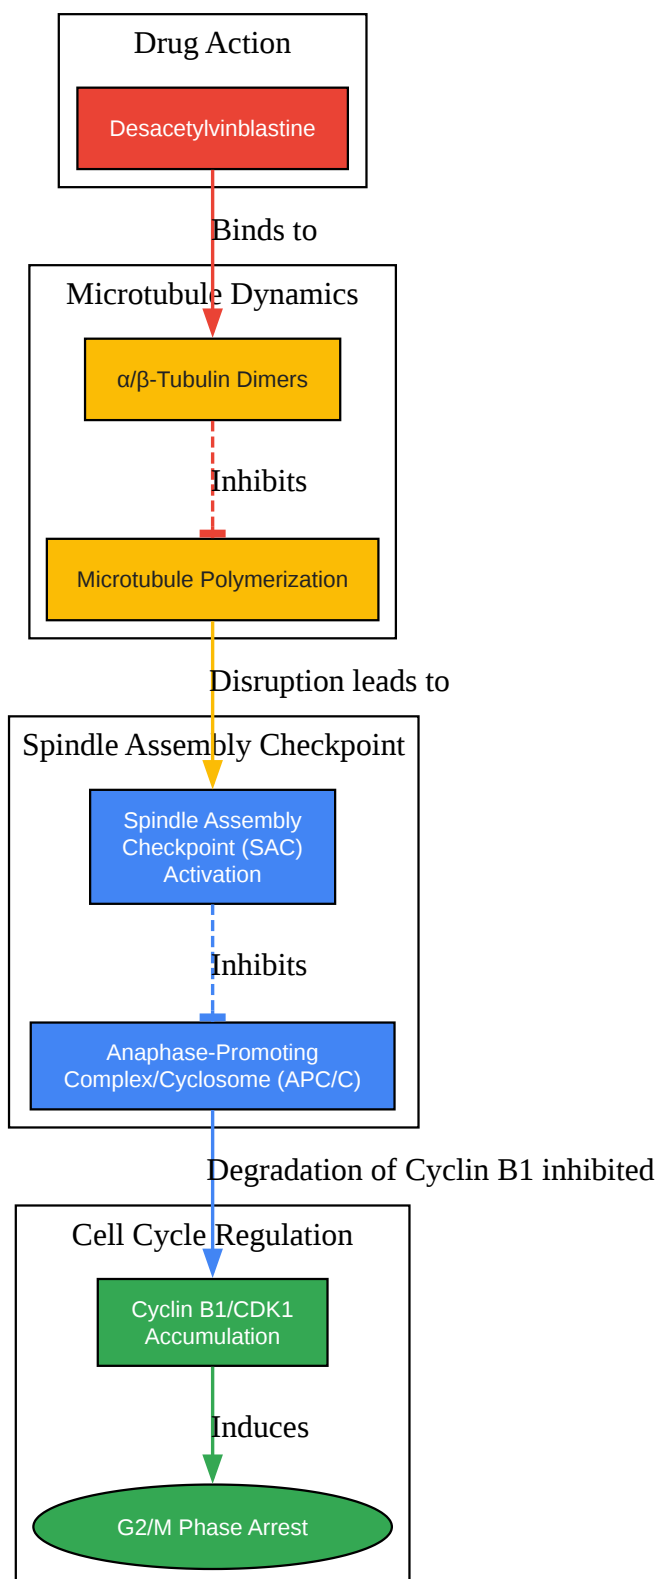 Drug Action
Desacetylvinblastine
Binds to
Microtubule Dynamics
α/β-Tubulin Dimers
Inhibits
Microtubule Polymerization
Disruption leads to
Spindle Assembly Checkpoint
Spindle Assembly
Checkpoint (SAC)
Activation
Inhibits
Anaphase-Promoting
Complex/Cyclosome (APC/C)
Degradation of Cyclin B1 inhibited
Cell Cycle Regulation
Cyclin B1/CDK1
Accumulation
Induces
G2/M Phase Arrest